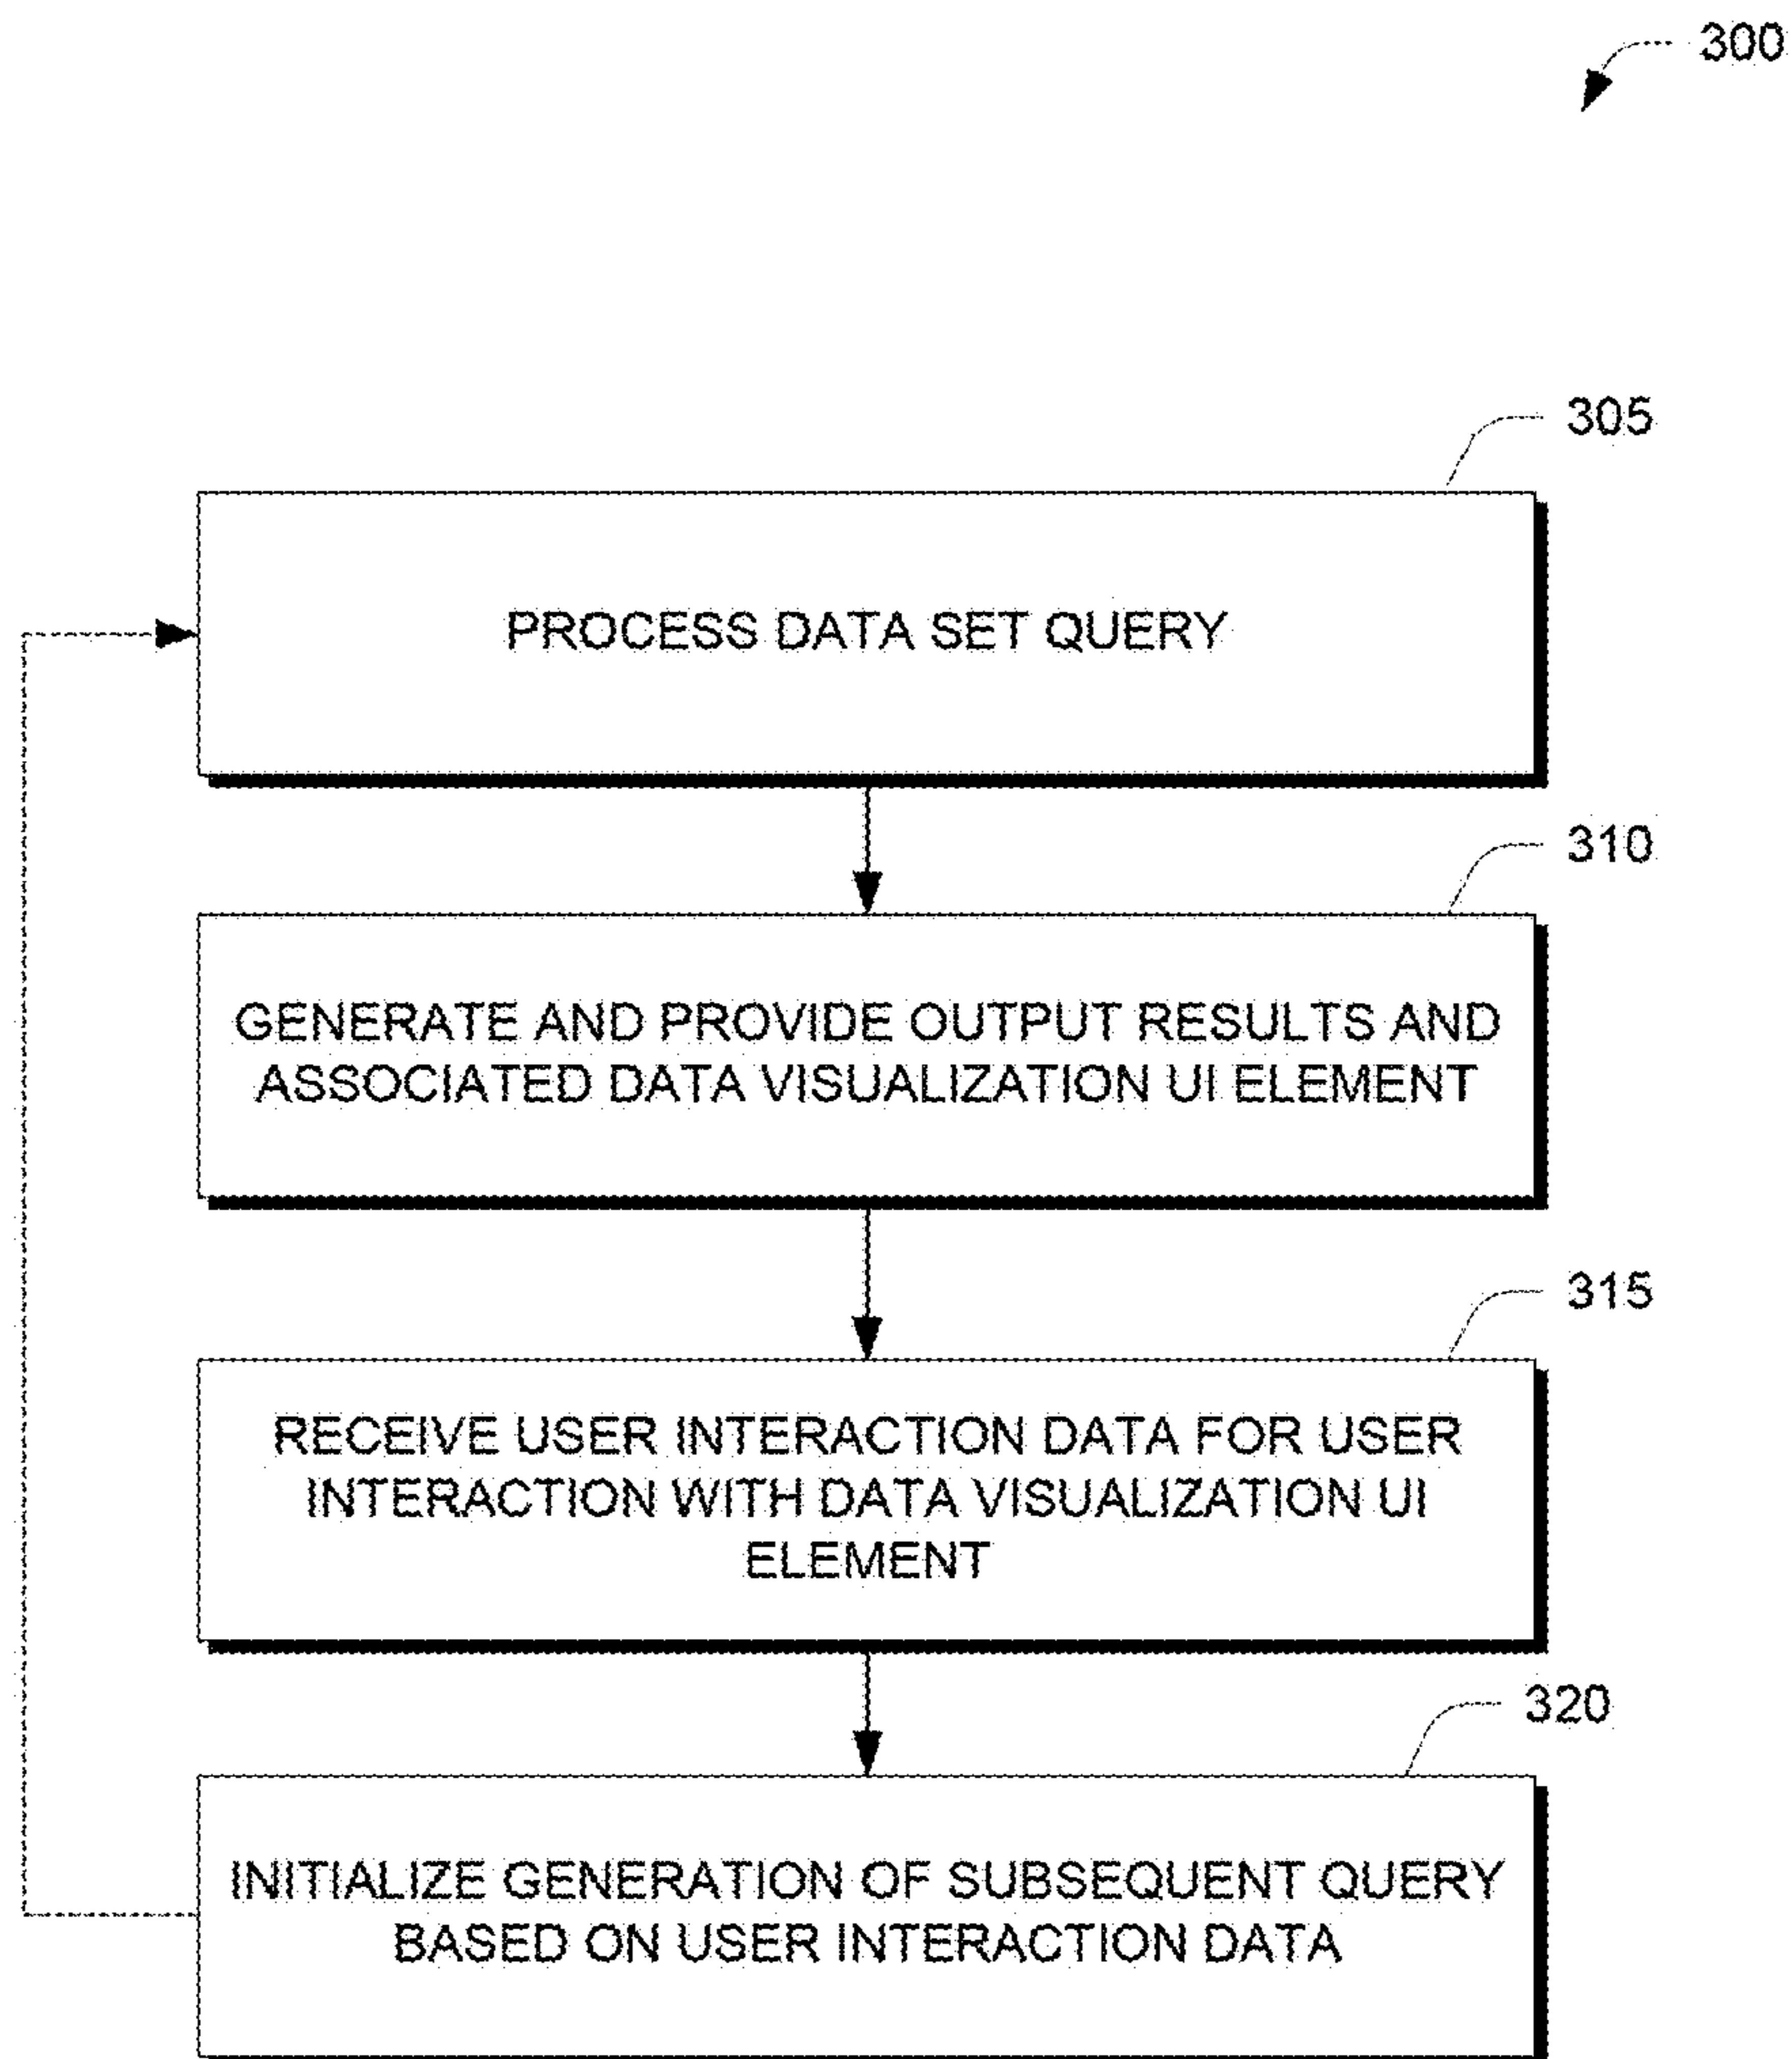 300
305
PROCESS DATA SET QUERY
310
GENERATE AND PROVIDE OUTPUT RESULTS AND
ASSOCIATED DATA VISUALIZATION UI ELEMENT
315
RECEIVE USER INTERACTION DATA FOR USER
INTERACTION WITH DATA VISUALIZATION UI
ELEMENT
320
INITIALIZE GENERATION OF SUBSEQUENT QUERY
BASED ON USER INTERACTION DATA